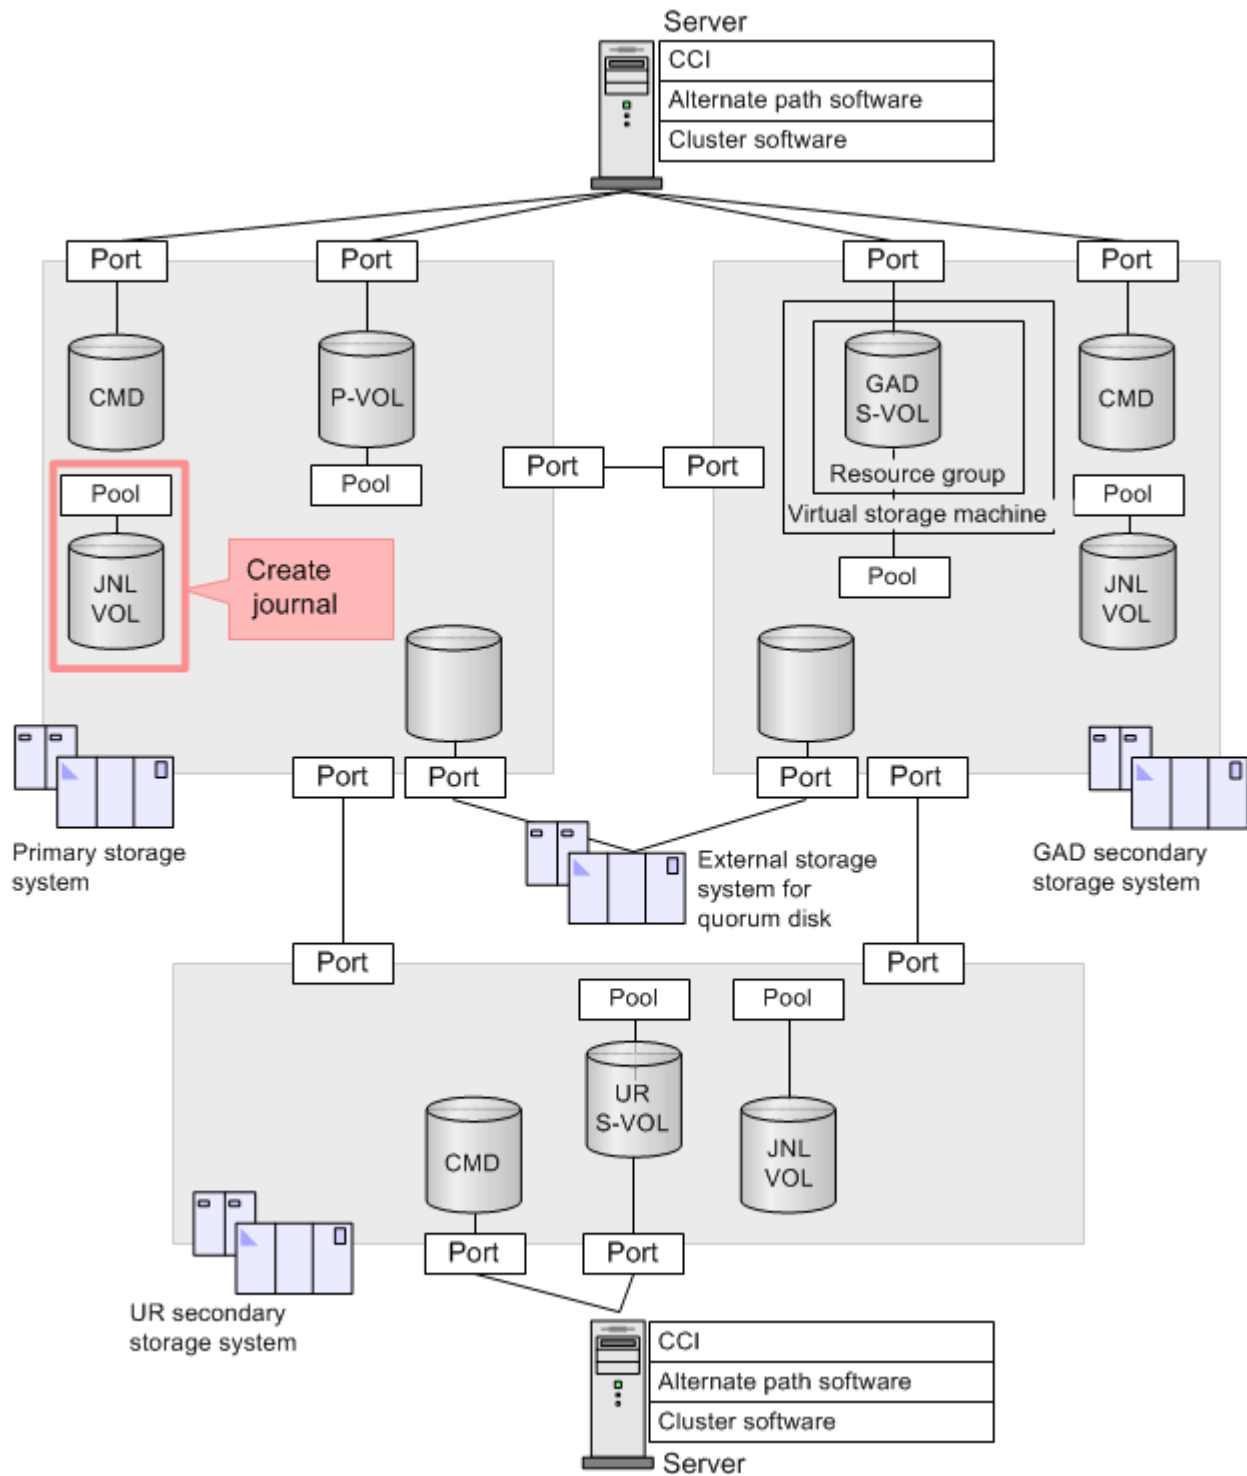 Server
CCI
Alternate path software
Cluster software
Port
Port
Port
Port
CMD
P-VOL
GAD
S-VOL
CMD
Port
Port
Pool
Pool
Resource group
Pool
Virtual storage machine
JNL
VOL
Create
journal
Pool
JNL
VOL
Port
Port
Port
Port
Primary storage
system
External storage
system for
quorum disk
GAD secondary
storage system
Port
Port
Pool
Pool
UR
S-VOL
CMD
JNL
VOL
Port
Port
UR secondary
storage system
CCI
Alternate path software
Cluster software
Server